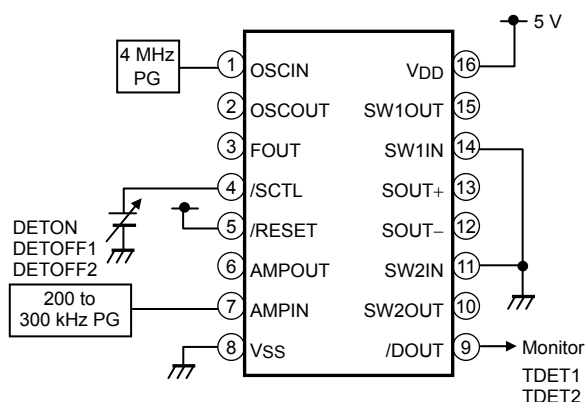 5 V
4 MHz
PG
1 OSCIN
VDD 16
2 OSCOUT
SW1OUT 15
3 FOUT
SW1IN 14
4 /SCTL
SOUT+ 13
DETON
DETOFF1
DETOFF2
5 /RESET
SOUT− 12
6 AMPOUT
SW2IN 11
200 to
300 kHz PG
7 AMPIN
SW2OUT 10
8 VSS
/DOUT 9
Monitor
TDET1
TDET2